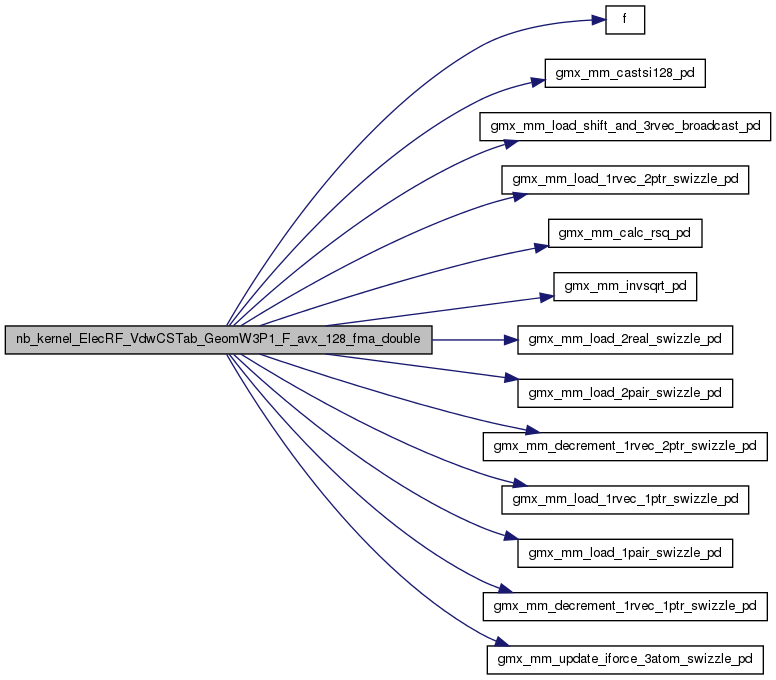 f
gmx_mm_castsi128_pd
gmx_mm_load_shift_and_3rvec_broadcast_pd
gmx_mm_load_1rvec_2ptr_swizzle_pd
gmx_mm_calc_rsq_pd
gmx_mm_invsqrt_pd
nb_kernel_ElecRF_VdwCSTab_GeomW3P1_F_avx_128_fma_double
gmx_mm_load_2real_swizzle_pd
gmx_mm_load_2pair_swizzle_pd
gmx_mm_decrement_1rvec_2ptr_swizzle_pd
gmx_mm_load_1rvec_1ptr_swizzle_pd
gmx_mm_load_1pair_swizzle_pd
gmx_mm_decrement_1rvec_1ptr_swizzle_pd
gmx_mm_update_iforce_3atom_swizzle_pd